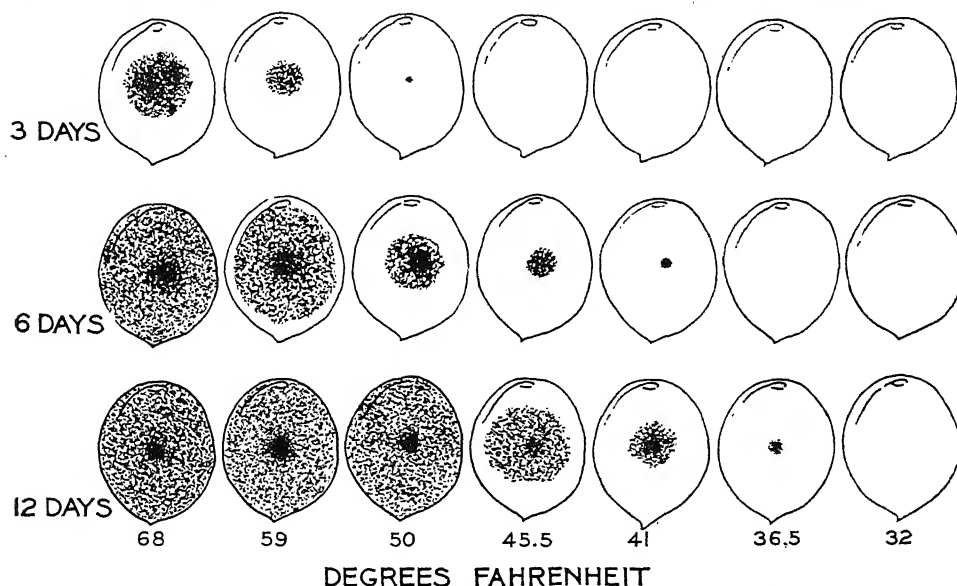 3 DAYS
6 DAYS
12 DAYS
68 59 50 45.5 41 36.5 32
DEGREES FAHRENHEIT